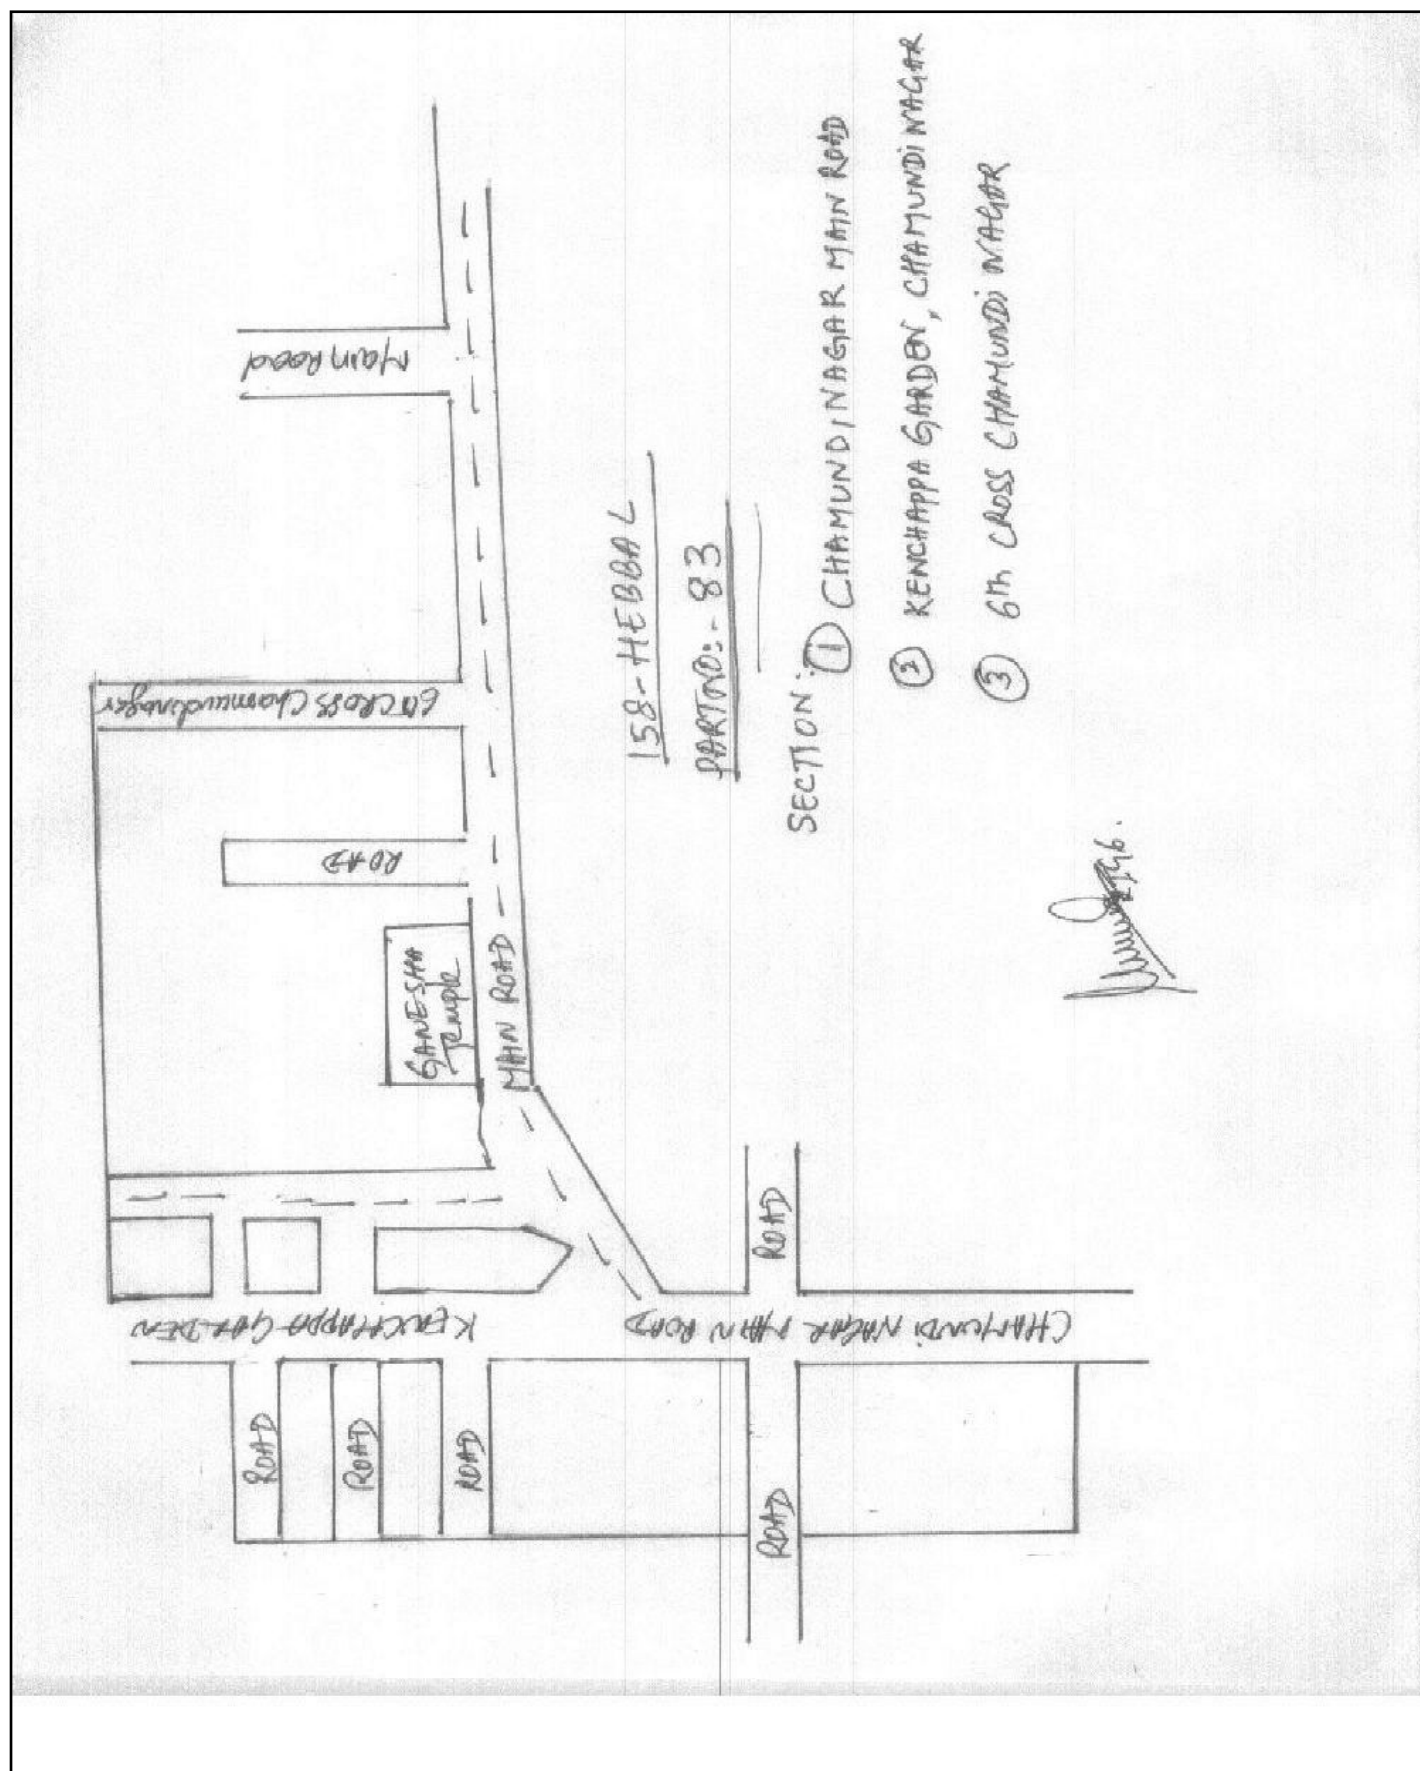 158-HEBBAL
PART NO:- 83
SECTION:- ① CHAMUNDI NAGAR MAIN ROAD
② KENCHAPPA GARDEN, CHAMUNDI NAGAR
③ 6th CROSS CHAMUNDI NAGAR
Main Road
6th CROSS Chamundinagar
ROAD
GANESHA
Temple
MAIN ROAD
KENCHAPPA GARDEN
CHAMUNDI NAGAR MAIN ROAD
ROAD
ROAD
ROAD
ROAD
ROAD